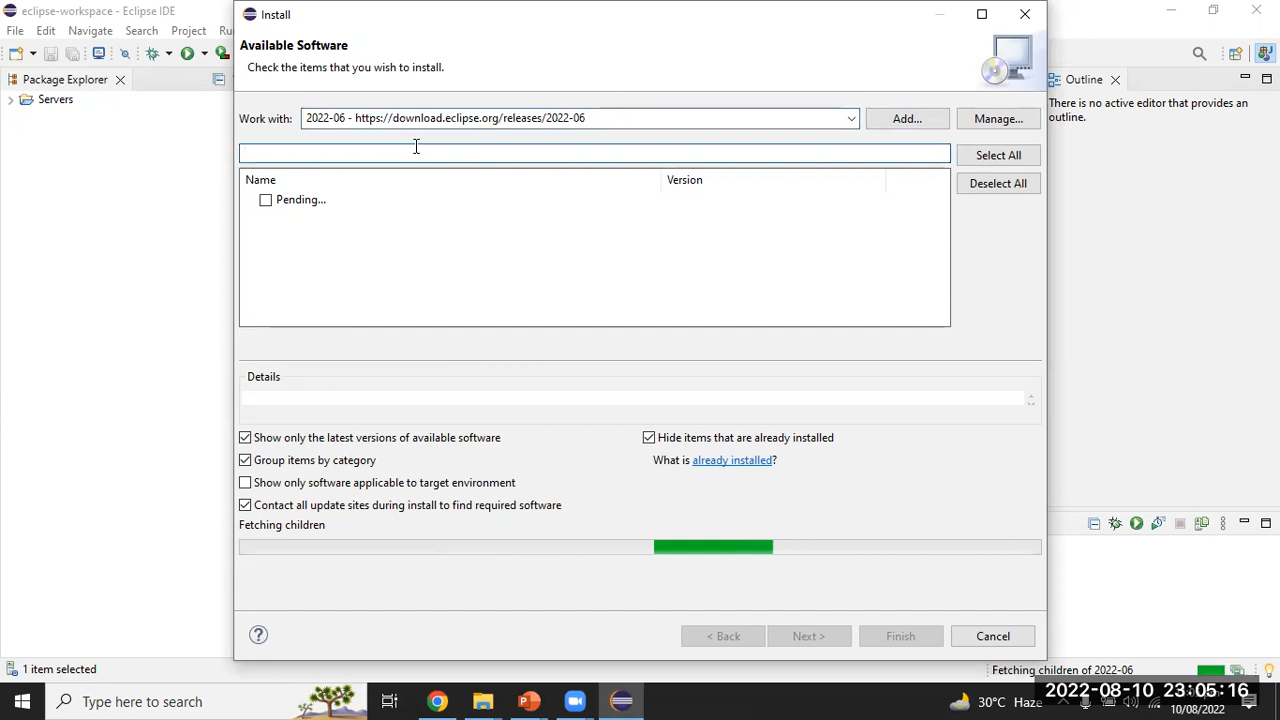 eclipse-workspace - Eclipse IDE
File Edit Navigate Search Project Ru
Package Explorer
Servers
Install
Available Software
Check the items that you wish to install.
Work with: 2022-06 - https://download.eclipse.org/releases/2022-06 Add... Manage...
Select All
Deselect All
Name Version
Pending...
Details
Show only the latest versions of available software Hide items that are already installed
Group items by category What is already installed?
Show only software applicable to target environment
Contact all update sites during install to find required software
Fetching children
? < Back Next > Finish Cancel
Outline
There is no active editor that provides an
outline.
1 item selected Fetching children of 2022-06
Type here to search 30°C Haze 2022-08-10 23:05:16
10/08/2022